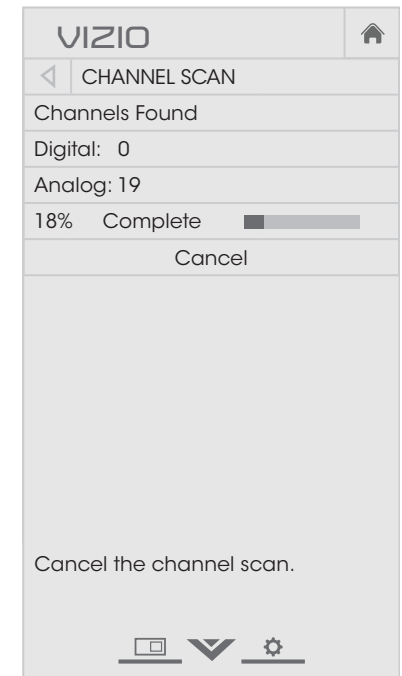 VIZIO
CHANNEL SCAN
Channels Found
Digital: 0
Analog: 19
18% Complete
Cancel
Cancel the channel scan.